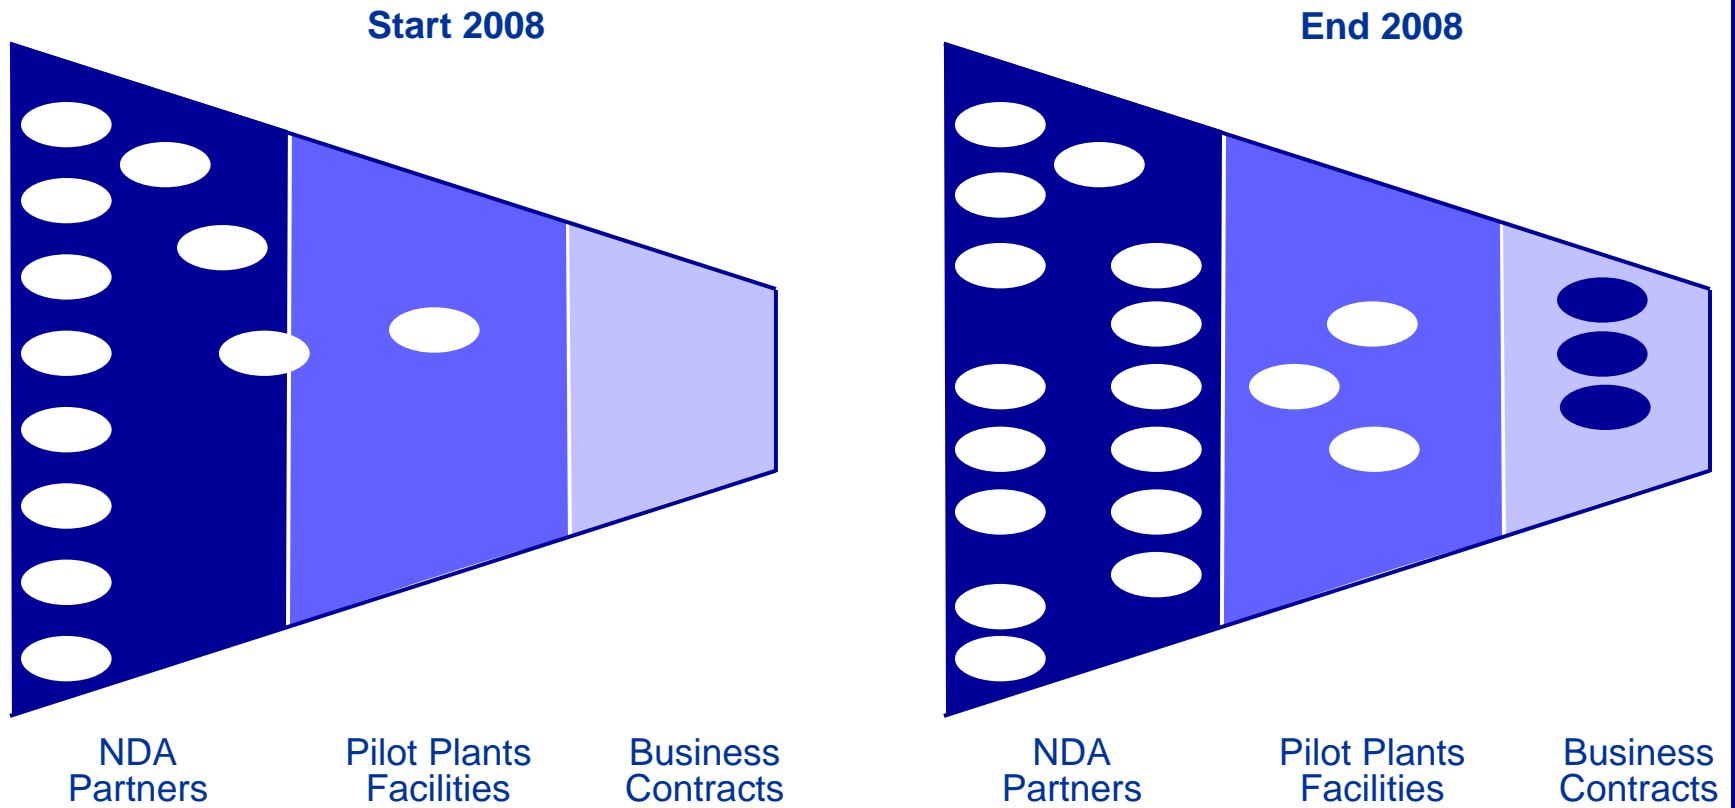 Start 2008
End 2008
NDA
Partners
Pilot Plants
Facilities
Business
Contracts
NDA
Partners
Pilot Plants
Facilities
Business
Contracts